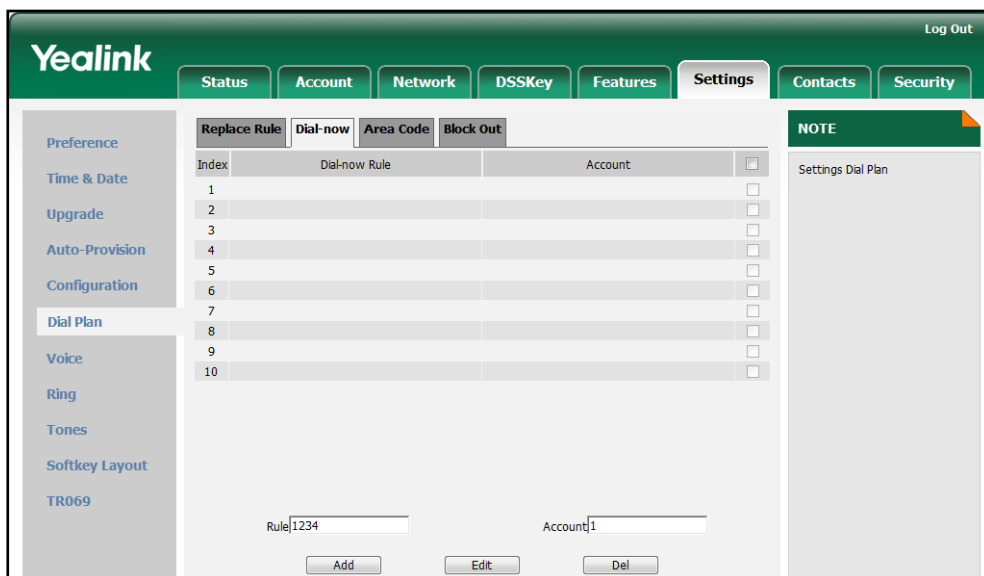 Log Out
Yealink
Status Account Network DSSKey Features Settings Contacts Security
Preference
Time & Date
Upgrade
Auto-Provision
Configuration
Dial Plan
Voice
Ring
Tones
Softkey Layout
TR069
Replace Rule Dial-now Area Code Block Out
Index Dial-now Rule Account
1
2
3
4
5
6
7
8
9
10
Rule 1234 Account 1
Add Edit Del
NOTE
Settings Dial Plan